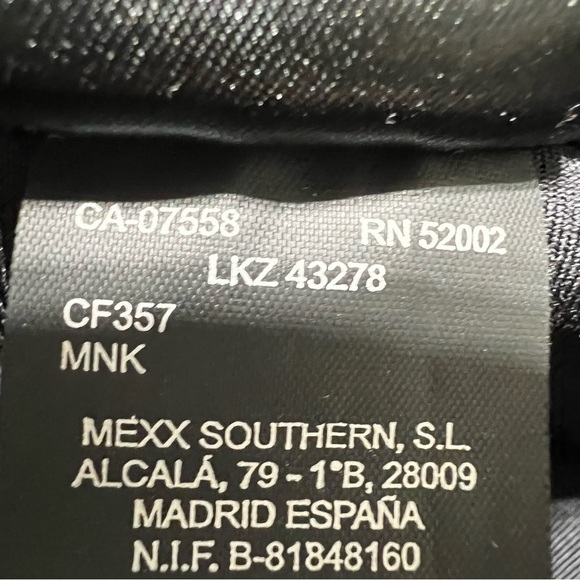 CA-07558 RN 52002
LKZ 43278
CF357
MNK
MEXX SOUTHERN, S.L.
ALCALÁ, 79 - 1°B, 28009
MADRID ESPAÑA
N.I.F. B-81848160